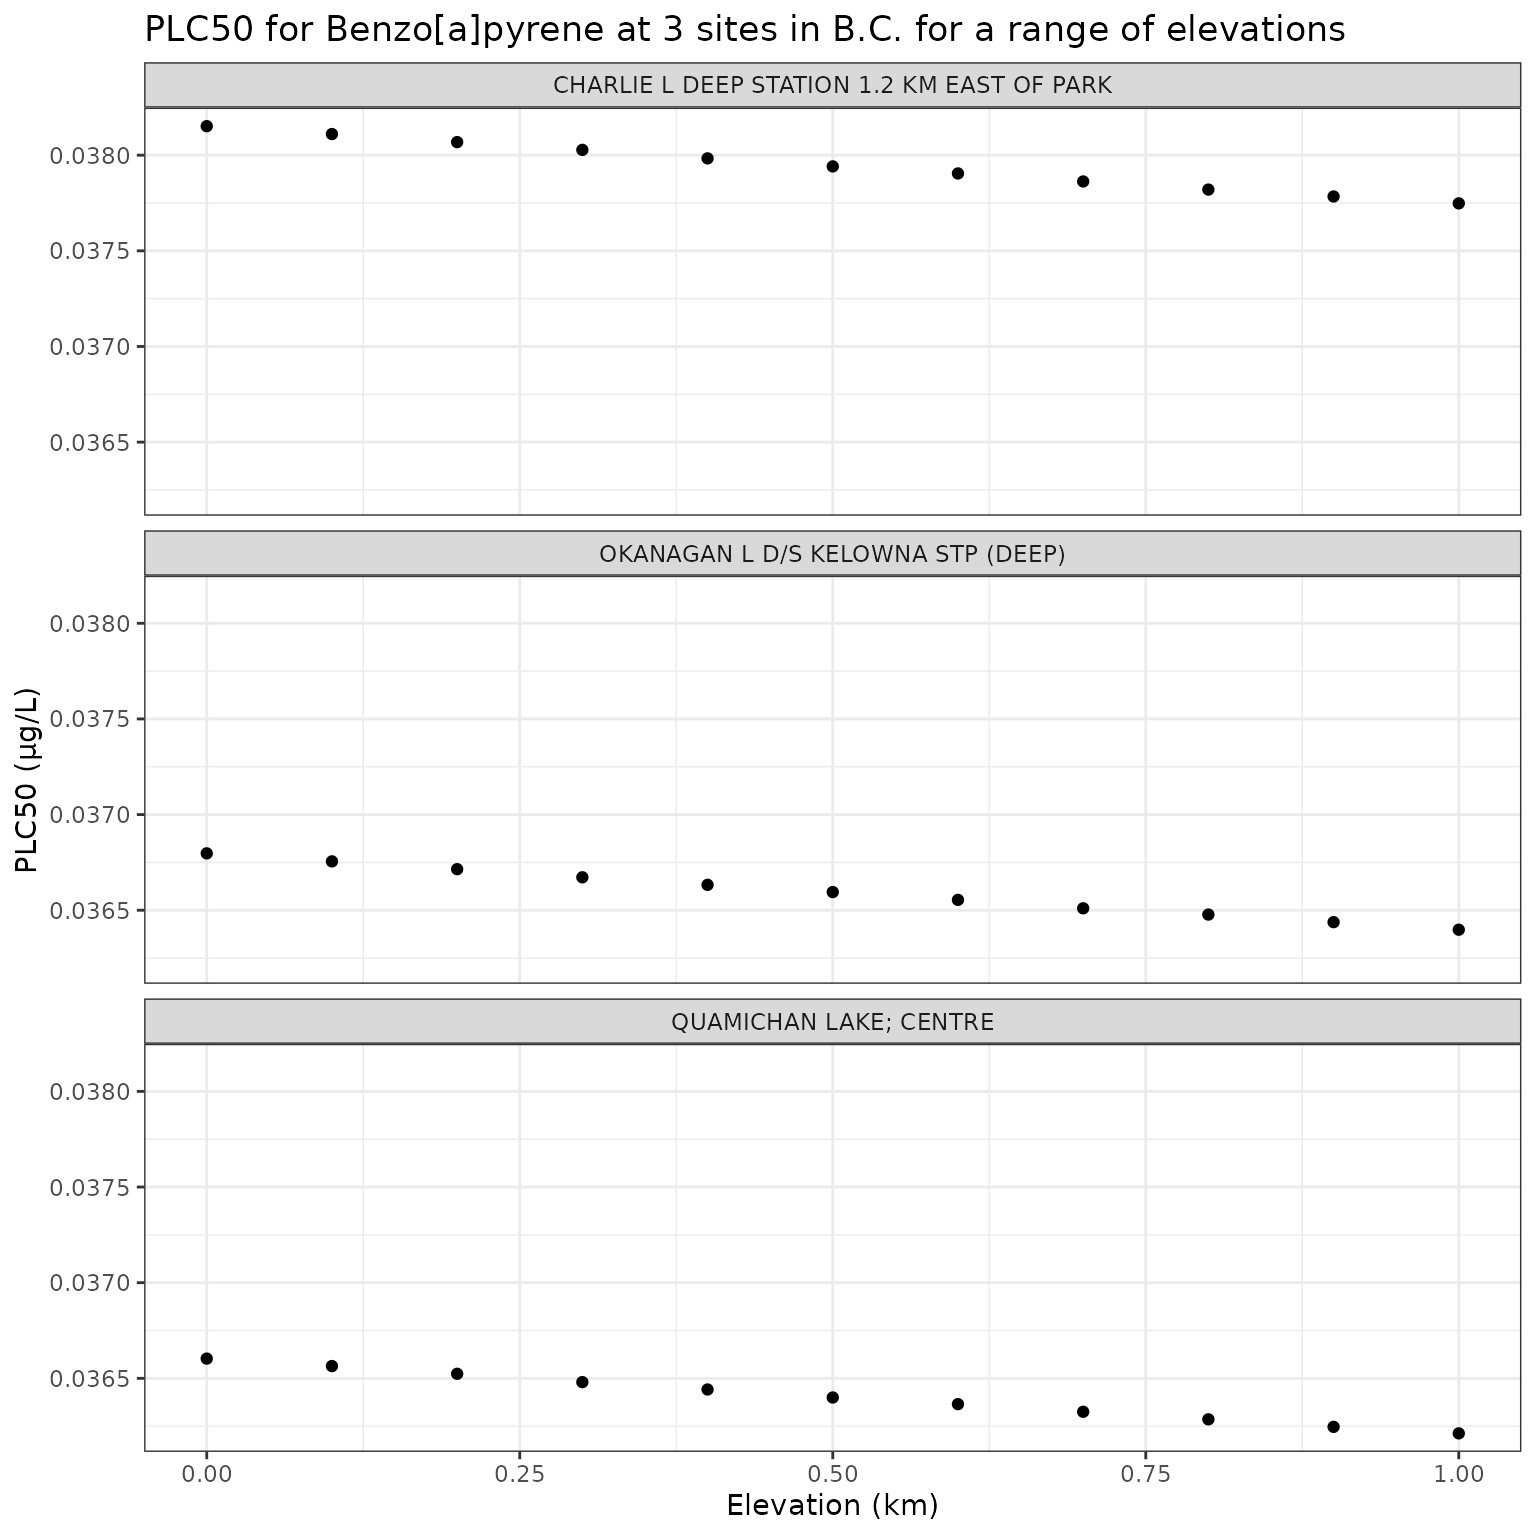 PLC50 for Benzo[a]pyrene at 3 sites in B.C. for a range of elevations
CHARLIE L DEEP STATION 1.2 KM EAST OF PARK
0.0380
0.0375
0.0370
0.0365
OKANAGAN L D/S KELOWNA STP (DEEP)
0.0380
0.0375
0.0370
0.0365
PLC50 (µg/L)
QUAMICHAN LAKE; CENTRE
0.0380
0.0375
0.0370
0.0365
0.00 0.25 0.50 0.75 1.00
Elevation (km)